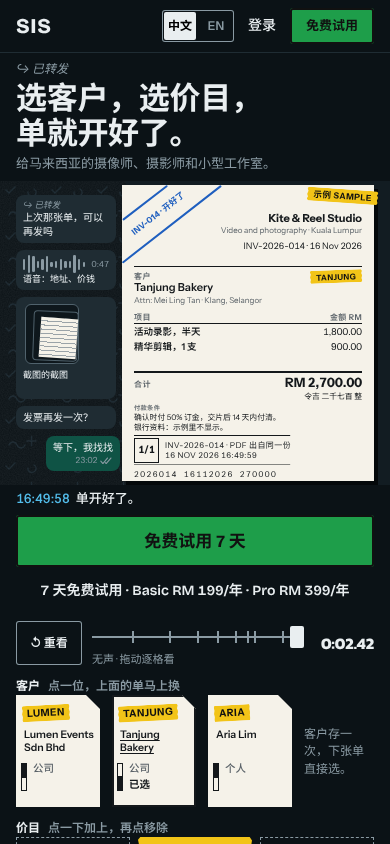 SIS
中文
EN
登录
免费试用
↪ 已转发
选客户，选价目，
单就开好了。
给马来西亚的摄像师、摄影师和小型工作室。
↪ 已转发
上次那张单，可以
再发吗
0:47
语音：地址、价钱
截图的截图
发票再发一次？
等下，我找找
23:02
INV-014 · 开好了
示例 SAMPLE
Kite & Reel Studio
Video and photography · Kuala Lumpur
INV-2026-014 · 16 Nov 2026
客户
TANJUNG
Tanjung Bakery
Attn: Mei Ling Tan · Klang, Selangor
项目
金额 RM
活动录影，半天
1,800.00
精华剪辑，1支
900.00
合计
RM 2,700.00
令吉 二千七百 整
付款条件
确认时付 50% 订金，交片后 14 天内付清。
银行资料：示例里不显示。
1/1
INV-2026-014 · PDF 出自同一份
16 NOV 2026 16:49:59
2026014 16112026 270000
16:49:58 单开好了。
免费试用 7 天
7 天免费试用 · Basic RM 199/年 · Pro RM 399/年
重看
无声 · 拖动逐格看
0:02.42
客户 点一位，上面的单马上换
LUMEN
Lumen Events
Sdn Bhd
公司
TANJUNG
Tanjung
Bakery
公司
已选
ARIA
Aria Lim
个人
客户存一
次，下张单
直接选。
价目 点一下加上，再点移除